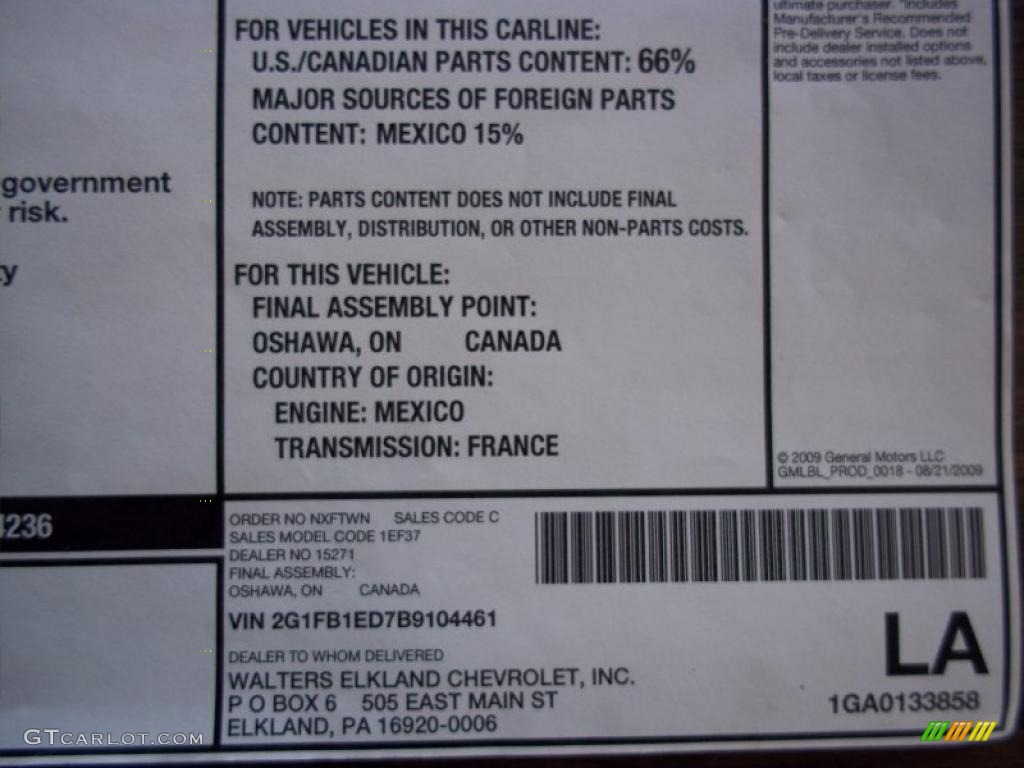 government
risk.
y
4236
FOR VEHICLES IN THIS CARLINE:
U.S./CANADIAN PARTS CONTENT: 66%
MAJOR SOURCES OF FOREIGN PARTS
CONTENT: MEXICO 15%
NOTE: PARTS CONTENT DOES NOT INCLUDE FINAL
ASSEMBLY, DISTRIBUTION, OR OTHER NON-PARTS COSTS.
FOR THIS VEHICLE:
FINAL ASSEMBLY POINT:
OSHAWA, ON CANADA
COUNTRY OF ORIGIN:
ENGINE: MEXICO
TRANSMISSION: FRANCE
ultimate purchaser. *Includes
Manufacturer's Recommended
Pre-Delivery Service. Does not
include dealer installed options
and accessories not listed above,
local taxes or license fees.
© 2009 General Motors LLC
GMLBL_PROD_0018 - 08/21/2009
ORDER NO NXFTWN SALES CODE C
SALES MODEL CODE 1EF37
DEALER NO 15271
FINAL ASSEMBLY:
OSHAWA, ON CANADA
VIN 2G1FB1ED7B9104461
DEALER TO WHOM DELIVERED
WALTERS ELKLAND CHEVROLET, INC.
P O BOX 6 505 EAST MAIN ST
ELKLAND, PA 16920-0006
LA
1GA0133858
GTCARLOT.COM